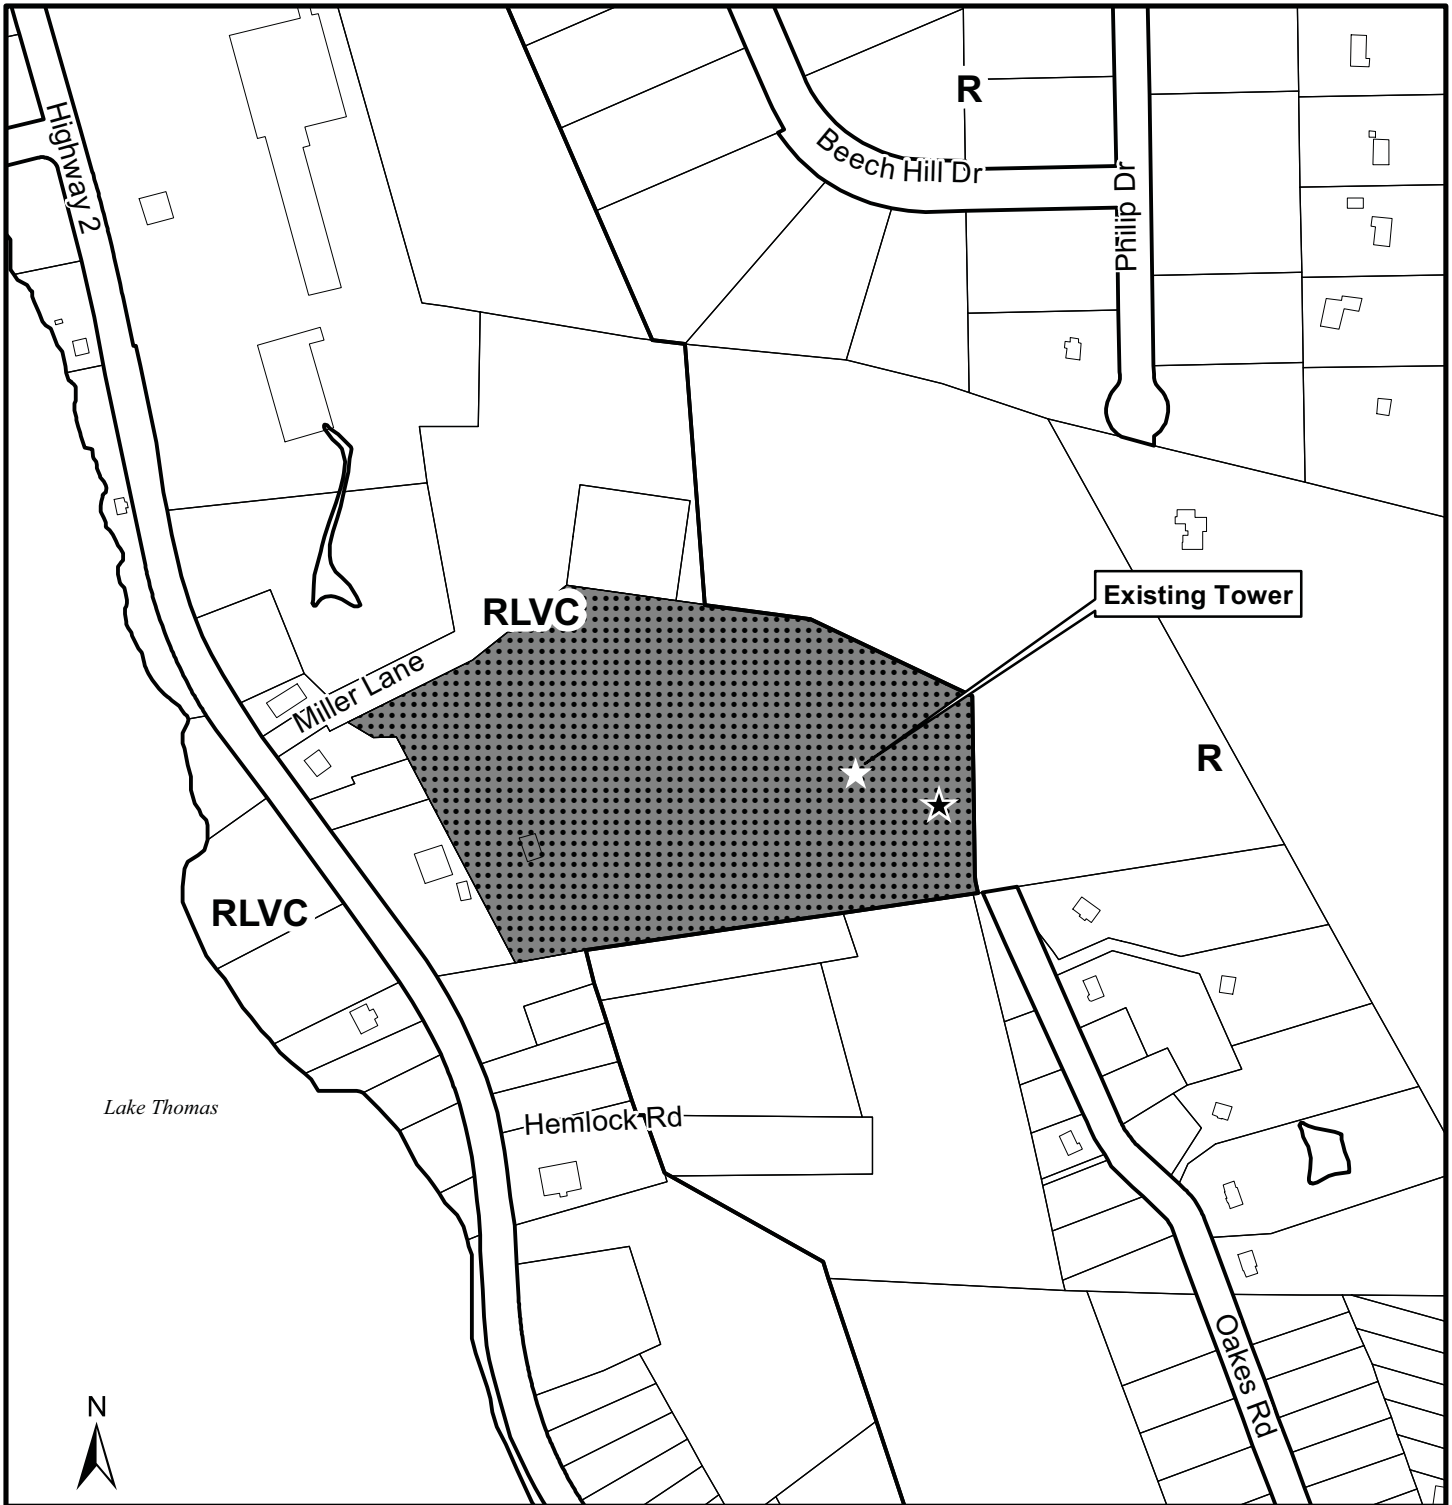 R
Highway 2
Beech Hill Dr
Philip Dr
Existing Tower
RLVC
Miller Lane
R
RLVC
Lake Thomas
Hemlock Rd
Oakes Rd
N